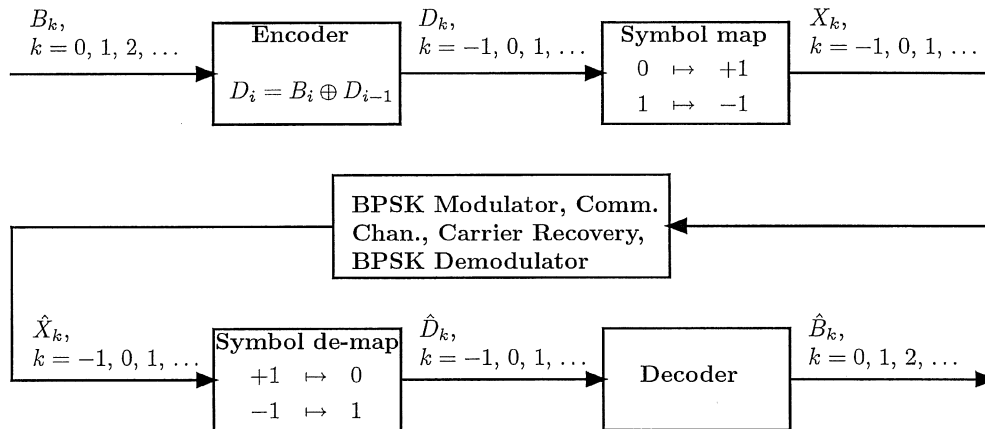 B_k,
k = 0, 1, 2, …
Encoder
D_i = B_i ⊕ D_{i−1}
D_k,
k = −1, 0, 1, …
Symbol map
0 ↦ +1
1 ↦ −1
X_k,
k = −1, 0, 1, …
BPSK Modulator, Comm.
Chan., Carrier Recovery,
BPSK Demodulator
X̂_k,
k = −1, 0, 1, …
Symbol de-map
+1 ↦ 0
−1 ↦ 1
D̂_k,
k = −1, 0, 1, …
Decoder
B̂_k,
k = 0, 1, 2, …